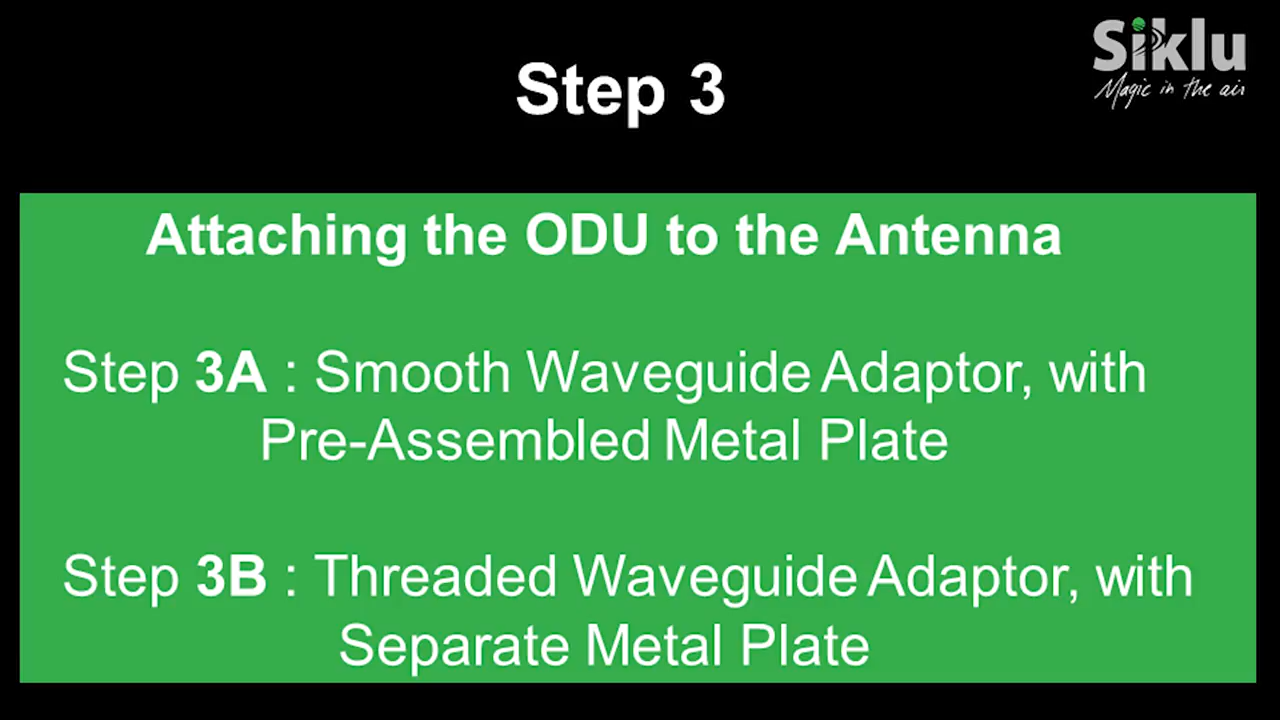 Siklu
Magic in the air
Step 3
Attaching the ODU to the Antenna
Step 3A : Smooth Waveguide Adaptor, with
Pre-Assembled Metal Plate
Step 3B : Threaded Waveguide Adaptor, with
Separate Metal Plate